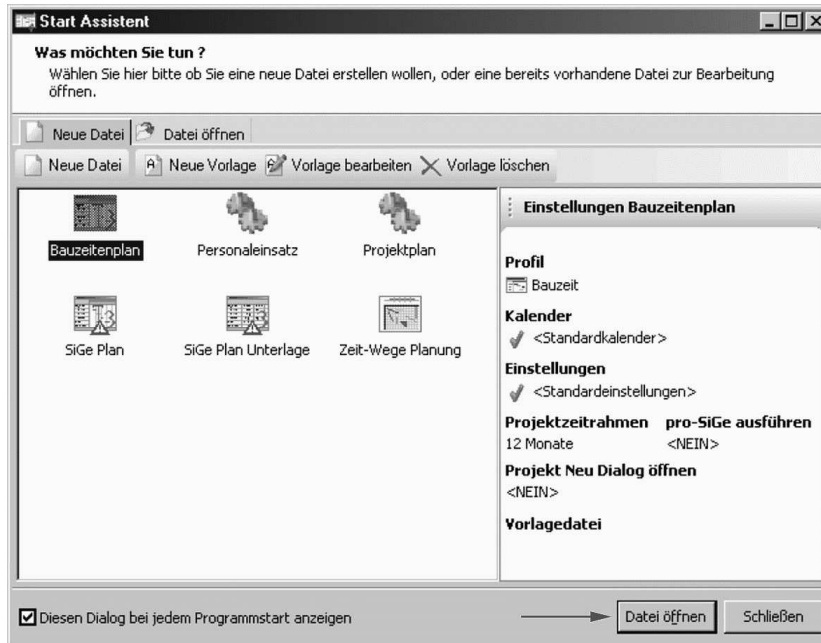 Start Assistent
Was möchten Sie tun ?
Wählen Sie hier bitte ob Sie eine neue Datei erstellen wollen, oder eine bereits vorhandene Datei zur Bearbeitung
öffnen.
Neue Datei Datei öffnen
Neue Datei Neue Vorlage Vorlage bearbeiten Vorlage löschen
Bauzeitenplan Personaleinsatz Projektplan
SiGe Plan SiGe Plan Unterlage Zeit-Wege Planung
Einstellungen Bauzeitenplan
Profil
Bauzeit
Kalender
<Standardkalender>
Einstellungen
<Standardeinstellungen>
Projektzeitrahmen pro-SiGe ausführen
12 Monate <NEIN>
Projekt Neu Dialog öffnen
<NEIN>
Vorlagedatei
Diesen Dialog bei jedem Programmstart anzeigen
Datei öffnen Schließen